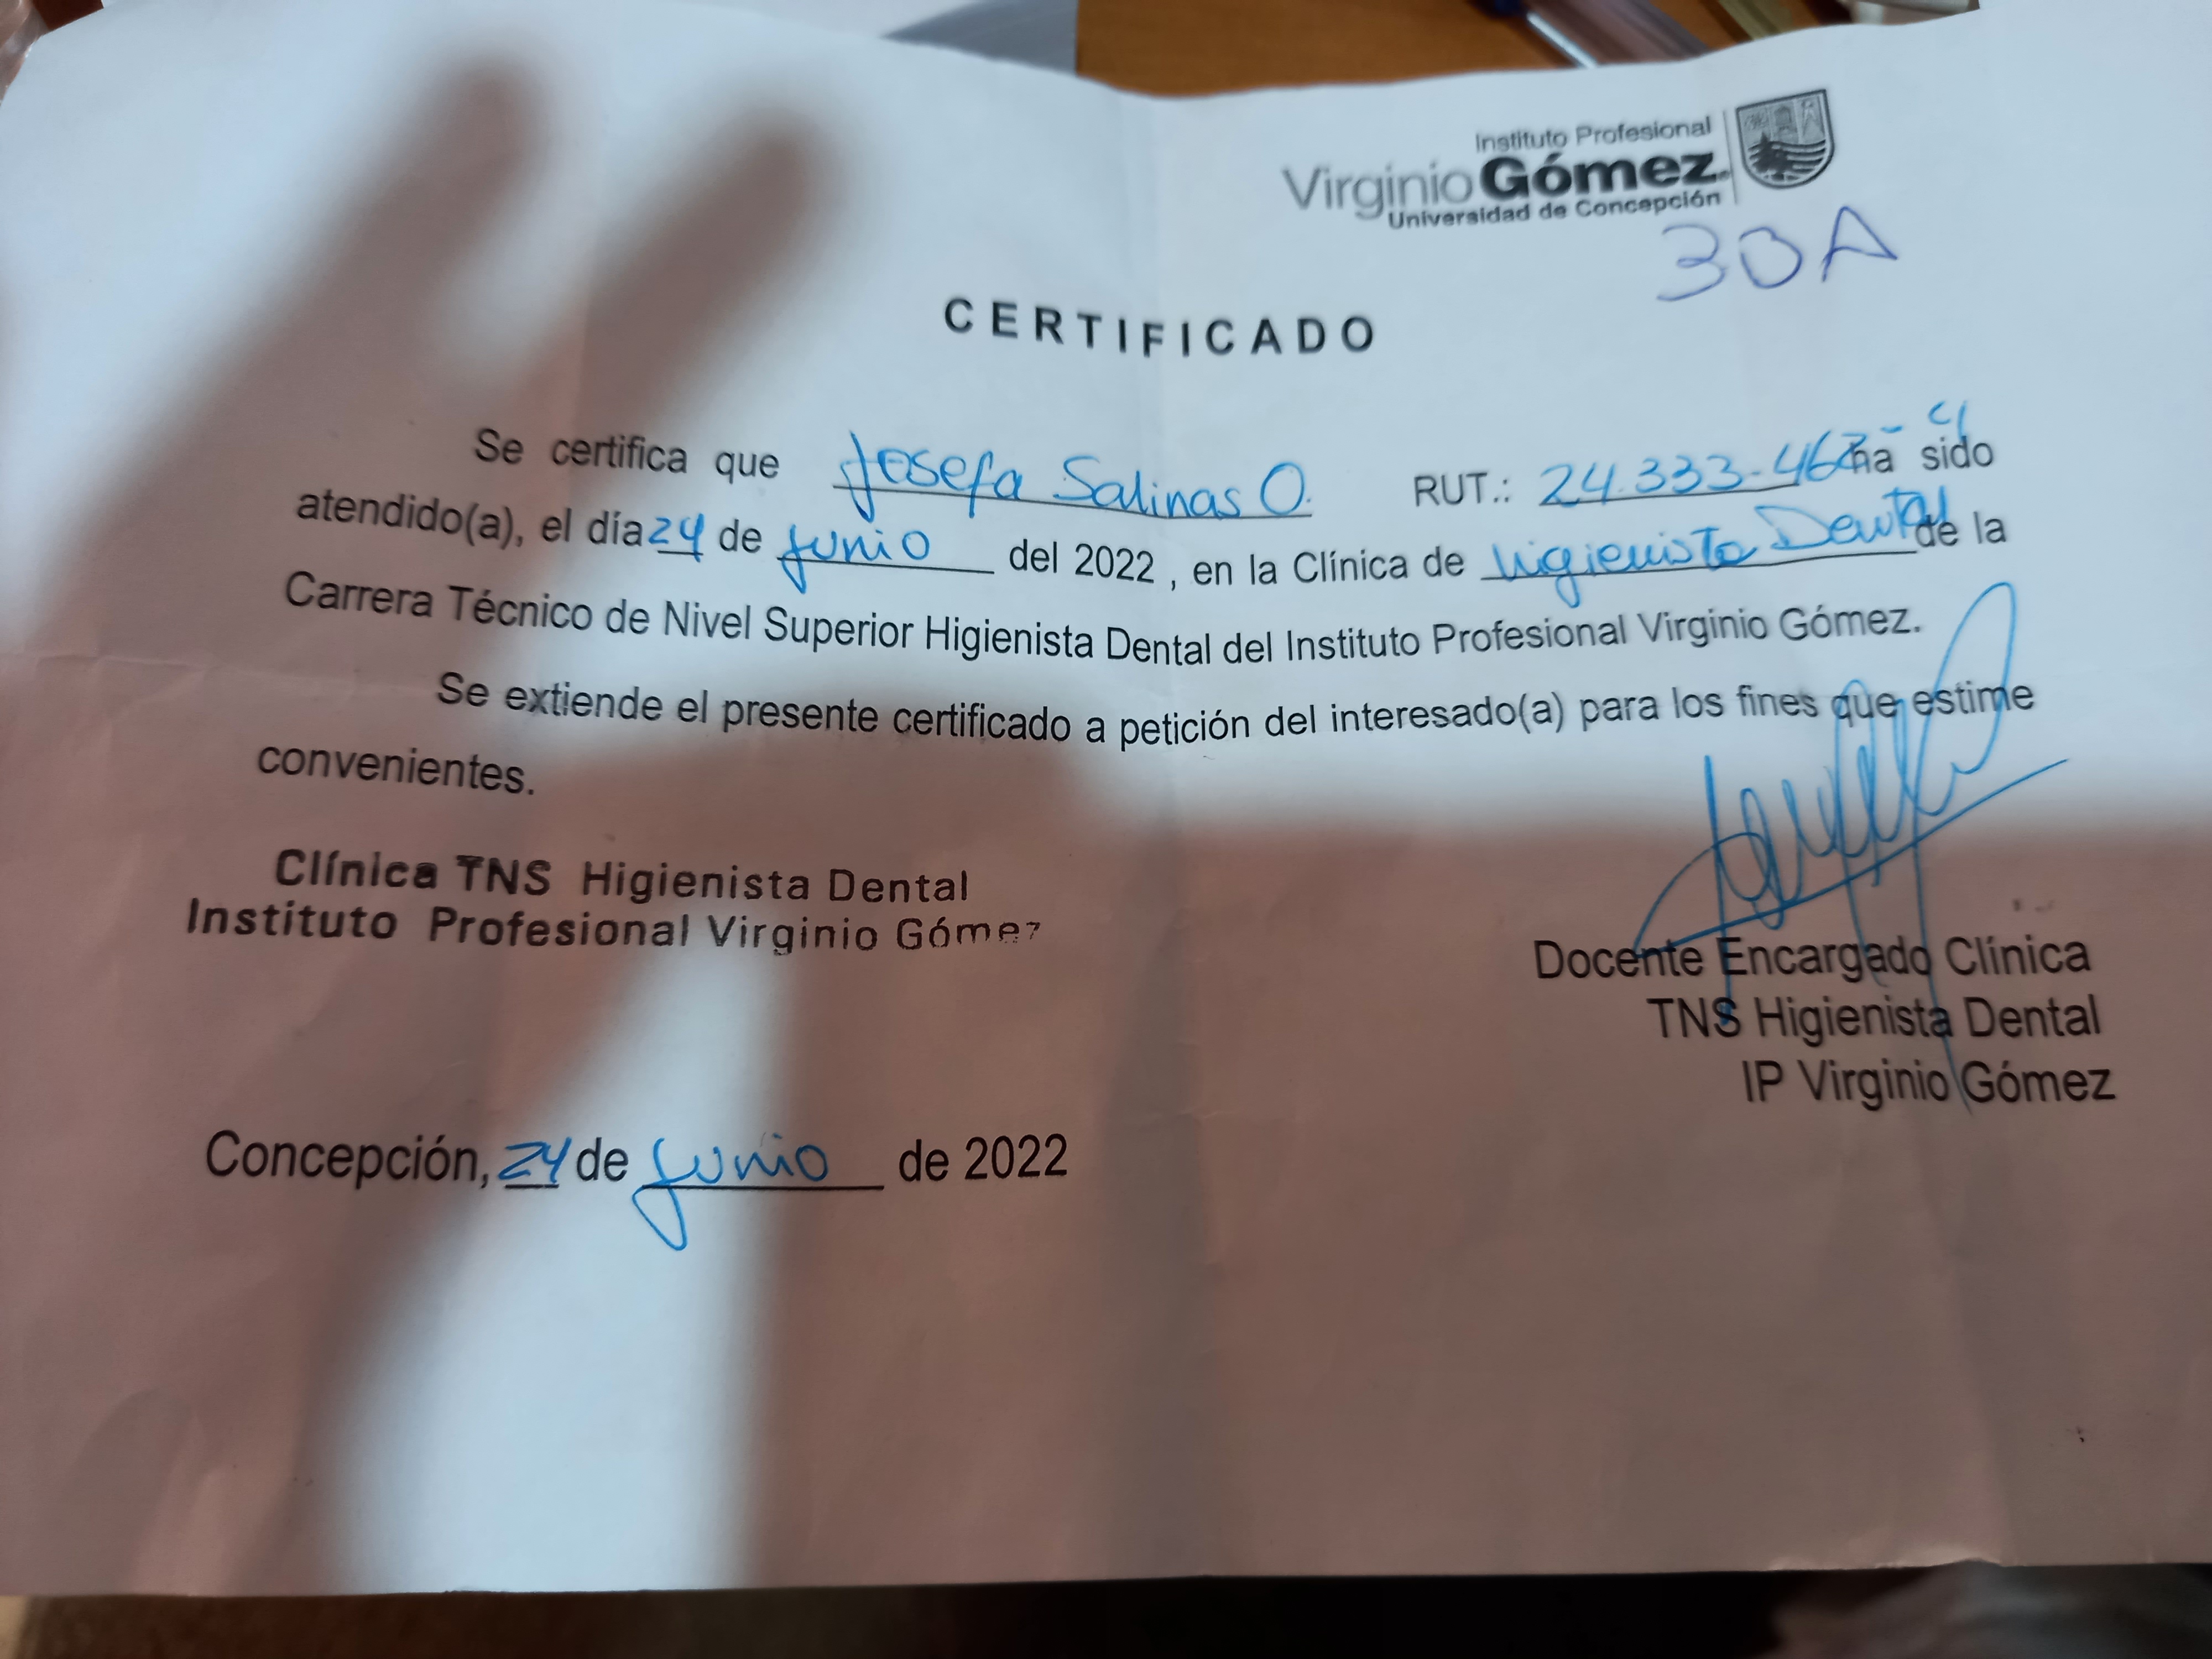 Instituto Profesional
Virginio Gómez
Universidad de Concepción
30A
CERTIFICADO
Se certifica que Josefa Salinas O. RUT.: 24.333.467-4 ha sido
atendido(a), el día 24 de junio del 2022, en la Clínica de Higienista Dental de la
Carrera Técnico de Nivel Superior Higienista Dental del Instituto Profesional Virginio Gómez.
Se extiende el presente certificado a petición del interesado(a) para los fines que estime
convenientes.
Clínica TNS Higienista Dental
Instituto Profesional Virginio Gómez
Docente Encargado Clínica
TNS Higienista Dental
IP Virginio Gómez
Concepción, 24 de junio de 2022